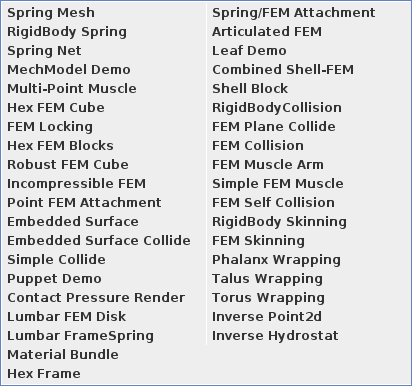 Spring Mesh
RigidBody Spring
Spring Net
MechModel Demo
Multi-Point Muscle
Hex FEM Cube
FEM Locking
Hex FEM Blocks
Robust FEM Cube
Incompressible FEM
Point FEM Attachment
Embedded Surface
Embedded Surface Collide
Simple Collide
Puppet Demo
Contact Pressure Render
Lumbar FEM Disk
Lumbar FrameSpring
Material Bundle
Hex Frame
Spring/FEM Attachment
Articulated FEM
Leaf Demo
Combined Shell-FEM
Shell Block
RigidBodyCollision
FEM Plane Collide
FEM Collision
FEM Muscle Arm
Simple FEM Muscle
FEM Self Collision
RigidBody Skinning
FEM Skinning
Phalanx Wrapping
Talus Wrapping
Torus Wrapping
Inverse Point2d
Inverse Hydrostat